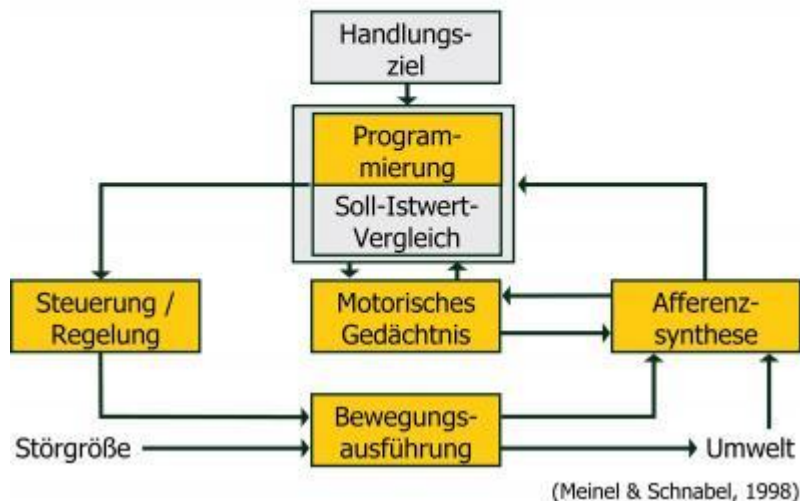 Handlungs-
ziel
Program-
mierung
Soll-Istwert-
Vergleich
Steuerung /
Regelung
Motorisches
Gedächtnis
Afferenz-
synthese
Bewegungs-
ausführung
Störgröße
Umwelt
(Meinel & Schnabel, 1998)